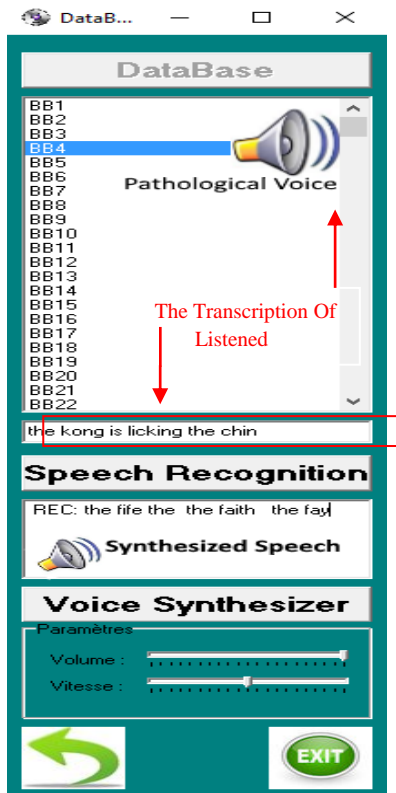 DataB...
DataBase
BB1
BB2
BB3
BB4
BB5
BB6
BB7
BB8
BB9
BB10
BB11
BB12
BB13
BB14
BB15
BB16
BB17
BB18
BB19
BB20
BB21
BB22
Pathological Voice
The Transcription Of
Listened
the kong is licking the chin
Speech Recognition
REC: the fife the the faith the fay
Synthesized Speech
Voice Synthesizer
Paramètres
Volume :
Vitesse :
EXIT